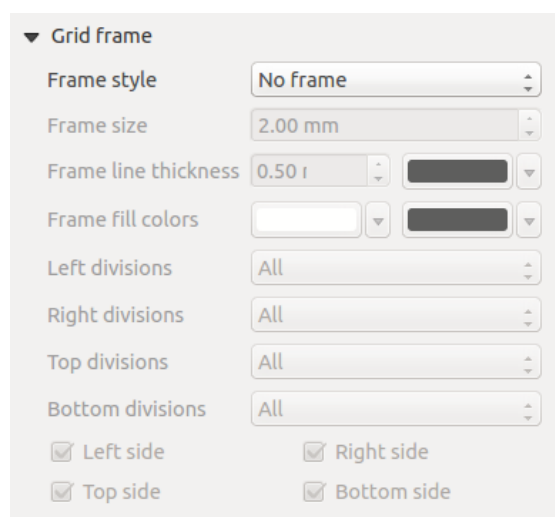 Grid frame
Frame style No frame
Frame size 2.00 mm
Frame line thickness 0.50
Frame fill colors
Left divisions All
Right divisions All
Top divisions All
Bottom divisions All
Left side Right side
Top side Bottom side